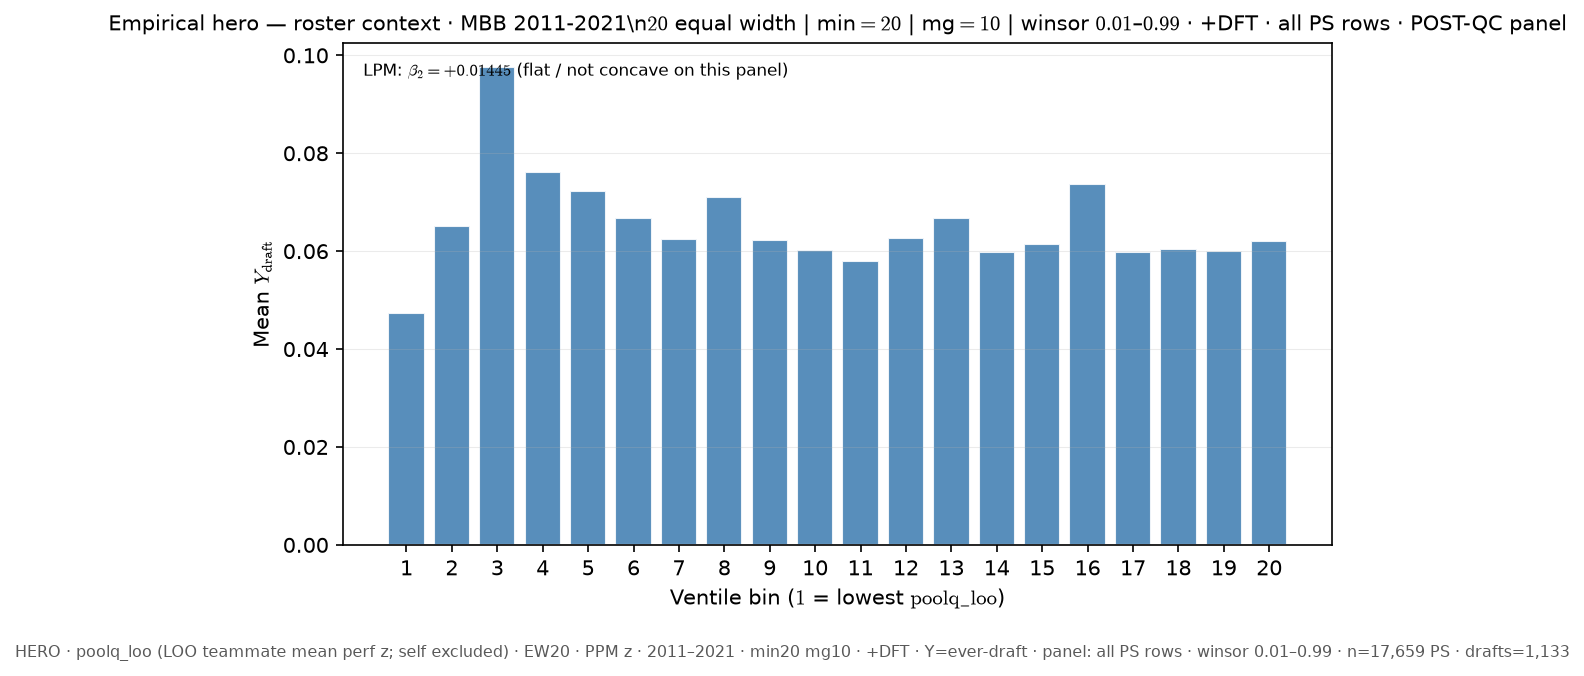 Empirical hero — roster context · MBB 2011-2021\n20 equal width | min = 20 | mg = 10 | winsor 0.01–0.99 · +DFT · all PS rows · POST-QC panel
LPM: β₂ = +0.01445 (flat / not concave on this panel)
0.10
0.08
0.06
0.04
0.02
0.00
Mean Y_draft
1 2 3 4 5 6 7 8 9 10 11 12 13 14 15 16 17 18 19 20
Ventile bin (1 = lowest poolq_loo)
HERO · poolq_loo (LOO teammate mean perf z; self excluded) · EW20 · PPM z · 2011–2021 · min20 mg10 · +DFT · Y=ever-draft · panel: all PS rows · winsor 0.01–0.99 · n=17,659 PS · drafts=1,133